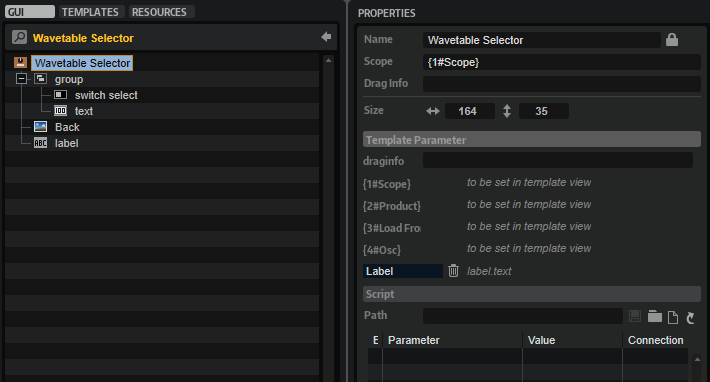 GUI TEMPLATES RESOURCES
Wavetable Selector
Wavetable Selector
group
switch select
text
Back
ABC label
PROPERTIES
Name Wavetable Selector
Scope {1#Scope}
Drag Info
Size 164 35
Template Parameter
draginfo
{1#Scope} to be set in template view
{2#Product} to be set in template view
{3#Load Fro to be set in template view
{4#Osc} to be set in template view
Label label.text
Script
Path
E Parameter Value Connection